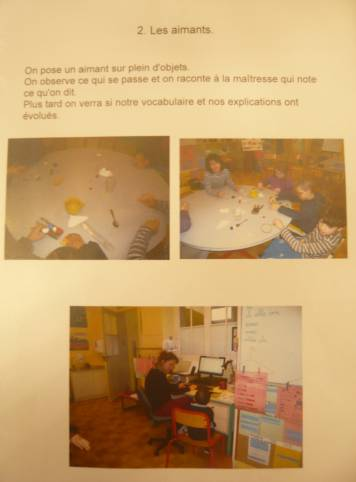 2. Les aimants.
On pose un aimant sur plein d'objets.
On observe ce qui se passe et on raconte à la maîtresse qui note
ce qu'on dit.
Plus tard on verra si notre vocabulaire et nos explications ont
évolués.